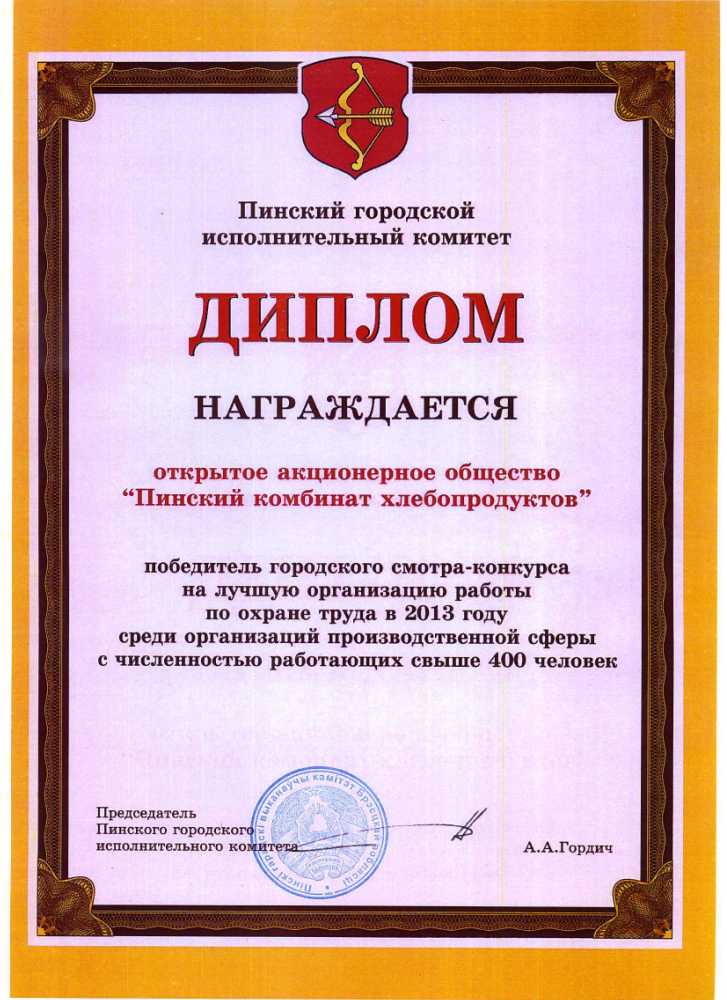 Пинский городской
исполнительный комитет
ДИПЛОМ
НАГРАЖДАЕТСЯ
открытое акционерное общество
“Пинский комбинат хлебопродуктов”
победитель городского смотра-конкурса
на лучшую организацию работы
по охране труда в 2013 году
среди организаций производственной сферы
с численностью работающих свыше 400 человек
Председатель
Пинского городского
исполнительного комитета
А.А.Гордич
Пінскі гарадскі выканаучы камітэт Брэсцкай вобласці